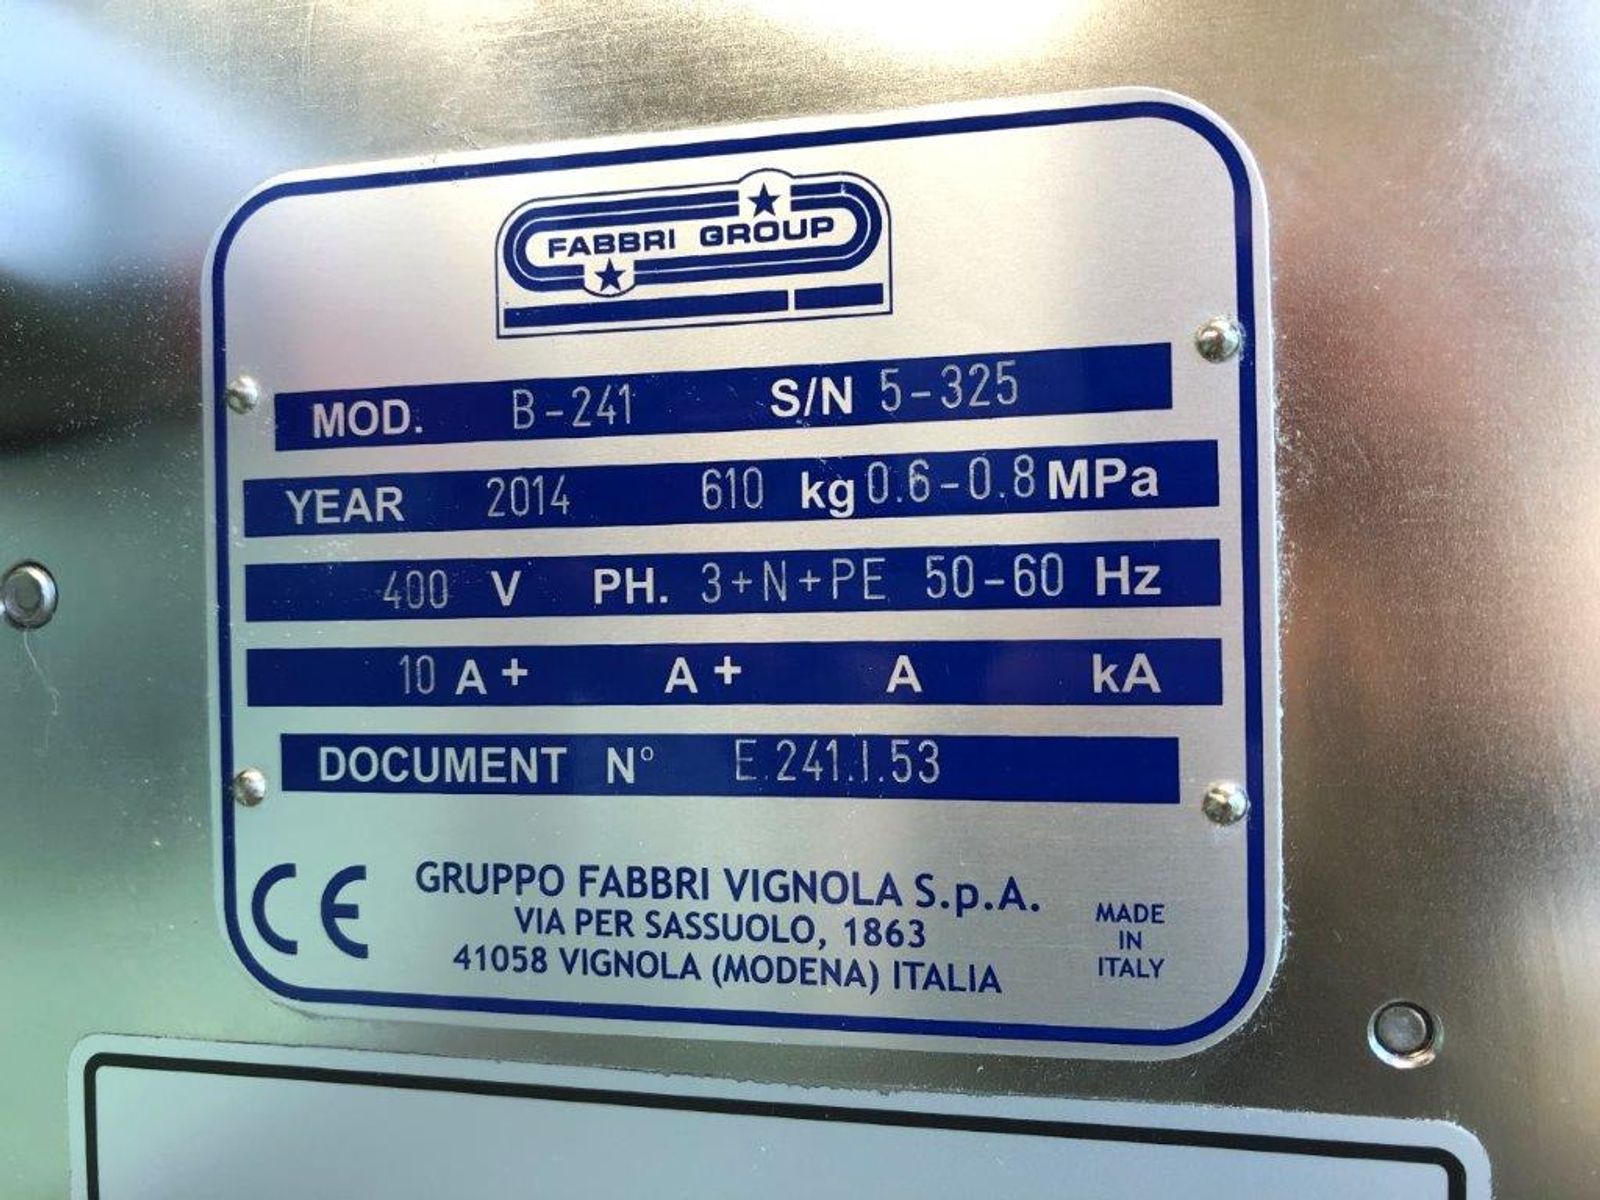 FABBRI GROUP
MOD. B-241 S/N 5-325
YEAR 2014 610 kg 0.6-0.8 MPa
400 V PH. 3+N+PE 50-60 Hz
10 A+ A+ A kA
DOCUMENT N° E.241.I.53
CE GRUPPO FABBRI VIGNOLA S.p.A.
VIA PER SASSUOLO, 1863
41058 VIGNOLA (MODENA) ITALIA
MADE
IN
ITALY